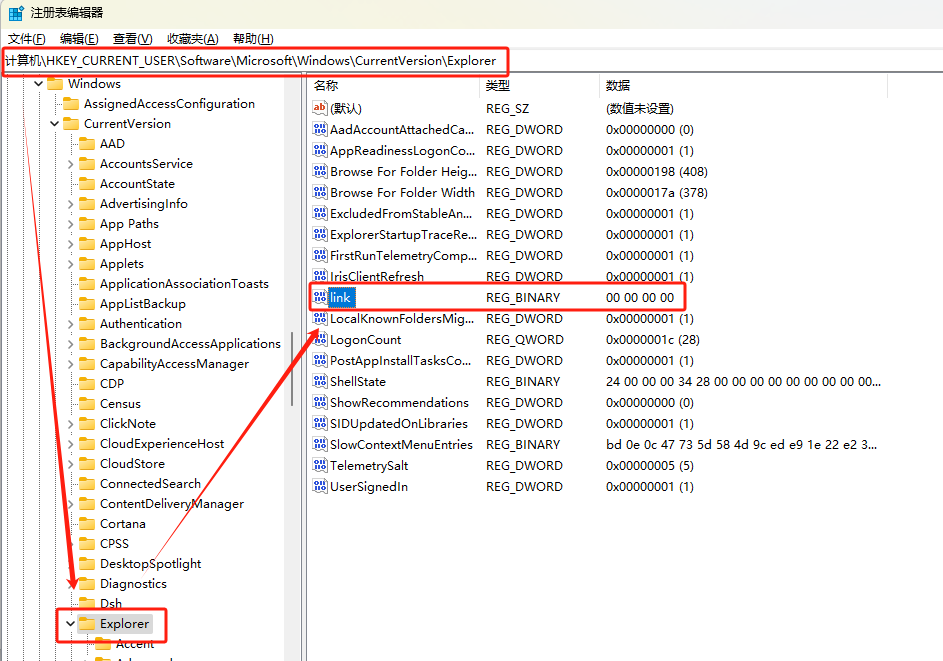 注册表编辑器
文件(F) 编辑(E) 查看(V) 收藏夹(A) 帮助(H)
计算机\HKEY_CURRENT_USER\Software\Microsoft\Windows\CurrentVersion\Explorer
Windows
AssignedAccessConfiguration
CurrentVersion
AAD
AccountsService
AccountState
AdvertisingInfo
App Paths
AppHost
Applets
ApplicationAssociationToasts
AppListBackup
Authentication
BackgroundAccessApplications
CapabilityAccessManager
CDP
Census
ClickNote
CloudExperienceHost
CloudStore
ConnectedSearch
ContentDeliveryManager
Cortana
CPSS
DesktopSpotlight
Diagnostics
Dsh
Explorer
Accent
名称 类型 数据
(默认) REG_SZ (数值未设置)
AadAccountAttachedCa... REG_DWORD 0x00000000 (0)
AppReadinessLogonCo... REG_DWORD 0x00000001 (1)
Browse For Folder Heig... REG_DWORD 0x00000198 (408)
Browse For Folder Width REG_DWORD 0x0000017a (378)
ExcludedFromStableAn... REG_DWORD 0x00000001 (1)
ExplorerStartupTraceRe... REG_DWORD 0x00000001 (1)
FirstRunTelemetryComp... REG_DWORD 0x00000001 (1)
IrisClientRefresh REG_DWORD 0x00000001 (1)
link REG_BINARY 00 00 00 00
LocalKnownFoldersMig... REG_DWORD 0x00000001 (1)
LogonCount REG_QWORD 0x0000001c (28)
PostAppInstallTasksCo... REG_DWORD 0x00000001 (1)
ShellState REG_BINARY 24 00 00 00 34 28 00 00 00 00 00 00 00 00 00...
ShowRecommendations REG_DWORD 0x00000000 (0)
SIDUpdatedOnLibraries REG_DWORD 0x00000001 (1)
SlowContextMenuEntries REG_BINARY bd 0e 0c 47 73 5d 58 4d 9c ed e9 1e 22 e2 3...
TelemetrySalt REG_DWORD 0x00000005 (5)
UserSignedIn REG_DWORD 0x00000001 (1)